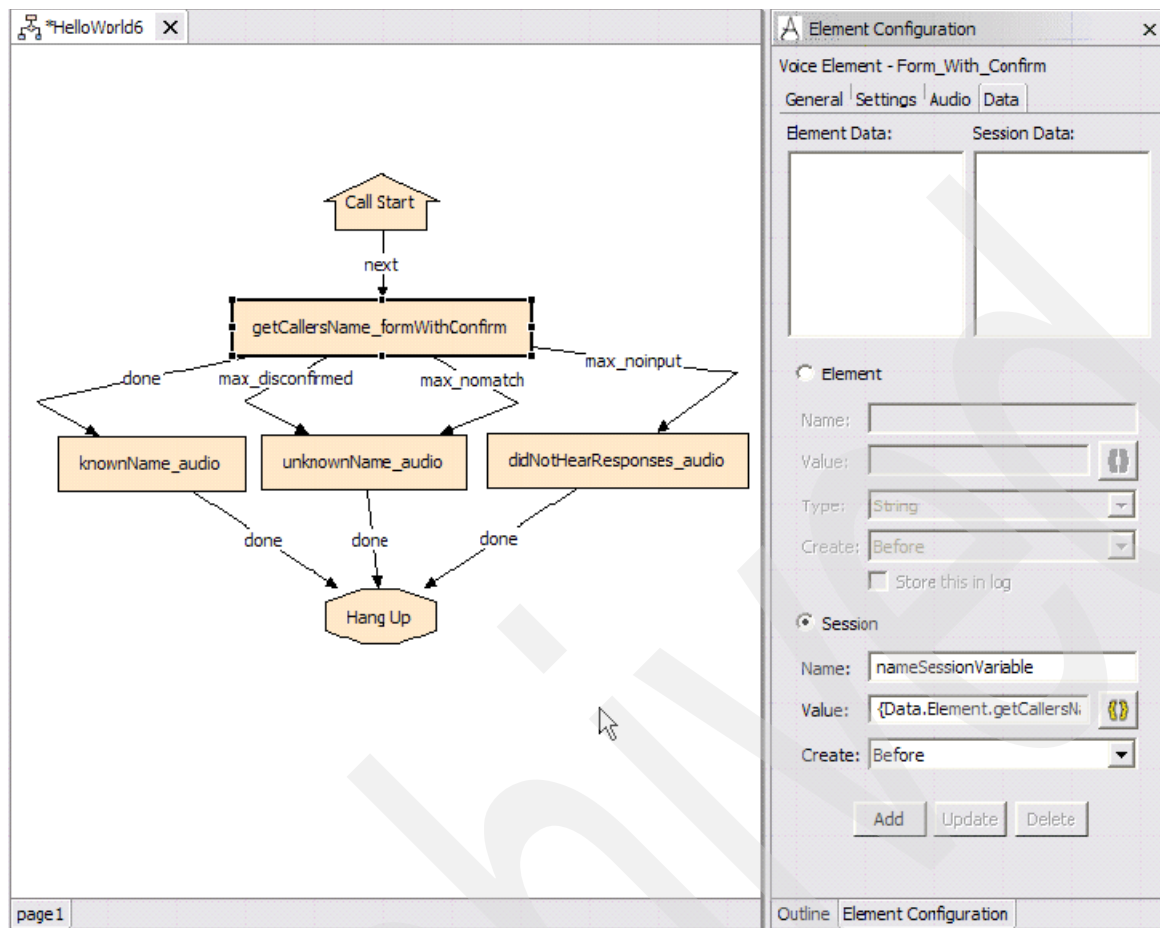 *HelloWorld6
Call Start
next
getCallersName_formWithConfirm
done
max_disconfirmed
max_nomatch
max_noinput
knownName_audio
unknownName_audio
didNotHearResponses_audio
done
done
done
Hang Up
page1
Element Configuration
Voice Element - Form_With_Confirm
General Settings Audio Data
Element Data: Session Data:
Element
Name:
Value:
Type: String
Create: Before
Store this in log
Session
Name: nameSessionVariable
Value: {Data.Element.getCallersN
Create: Before
Add Update Delete
Outline Element Configuration